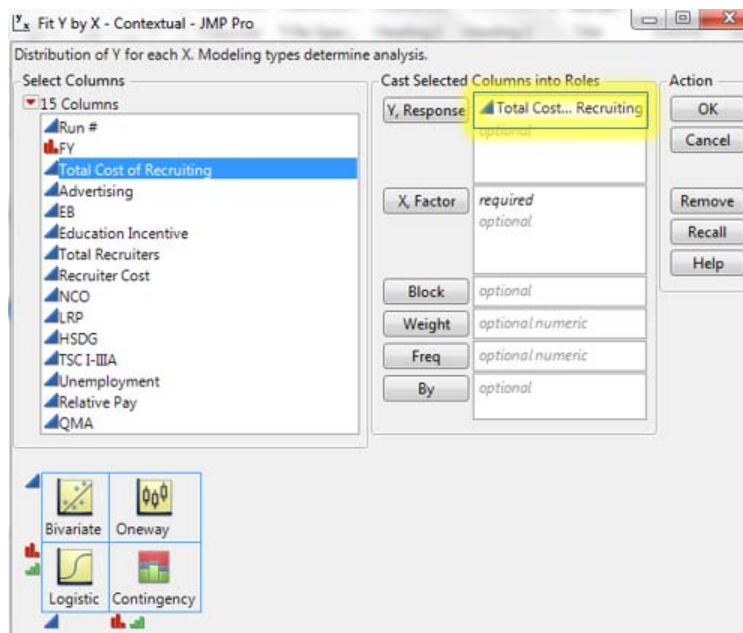 Fit Y by X - Contextual - JMP Pro
Distribution of Y for each X. Modeling types determine analysis.
Select Columns
15 Columns
Run #
FY
Total Cost of Recruiting
Advertising
EB
Education Incentive
Total Recruiters
Recruiter Cost
NCO
LRP
HSDG
TSC I-IIIA
Unemployment
Relative Pay
QMA
Cast Selected Columns into Roles
Y, Response
Total Cost... Recruiting
optional
X, Factor
required
optional
Block
optional
Weight
optional numeric
Freq
optional numeric
By
optional
Action
OK
Cancel
Remove
Recall
Help
Bivariate
Oneway
Logistic
Contingency